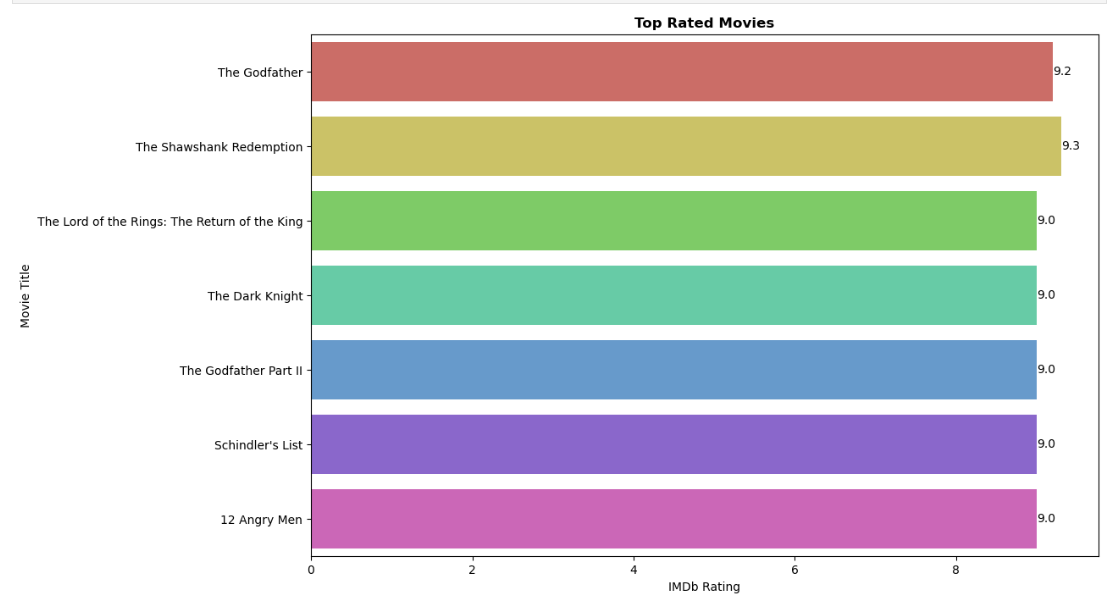 Top Rated Movies
The Godfather
9.2
The Shawshank Redemption
9.3
The Lord of the Rings: The Return of the King
9.0
The Dark Knight
9.0
The Godfather Part II
9.0
Schindler's List
9.0
12 Angry Men
9.0
Movie Title
0 2 4 6 8
IMDb Rating